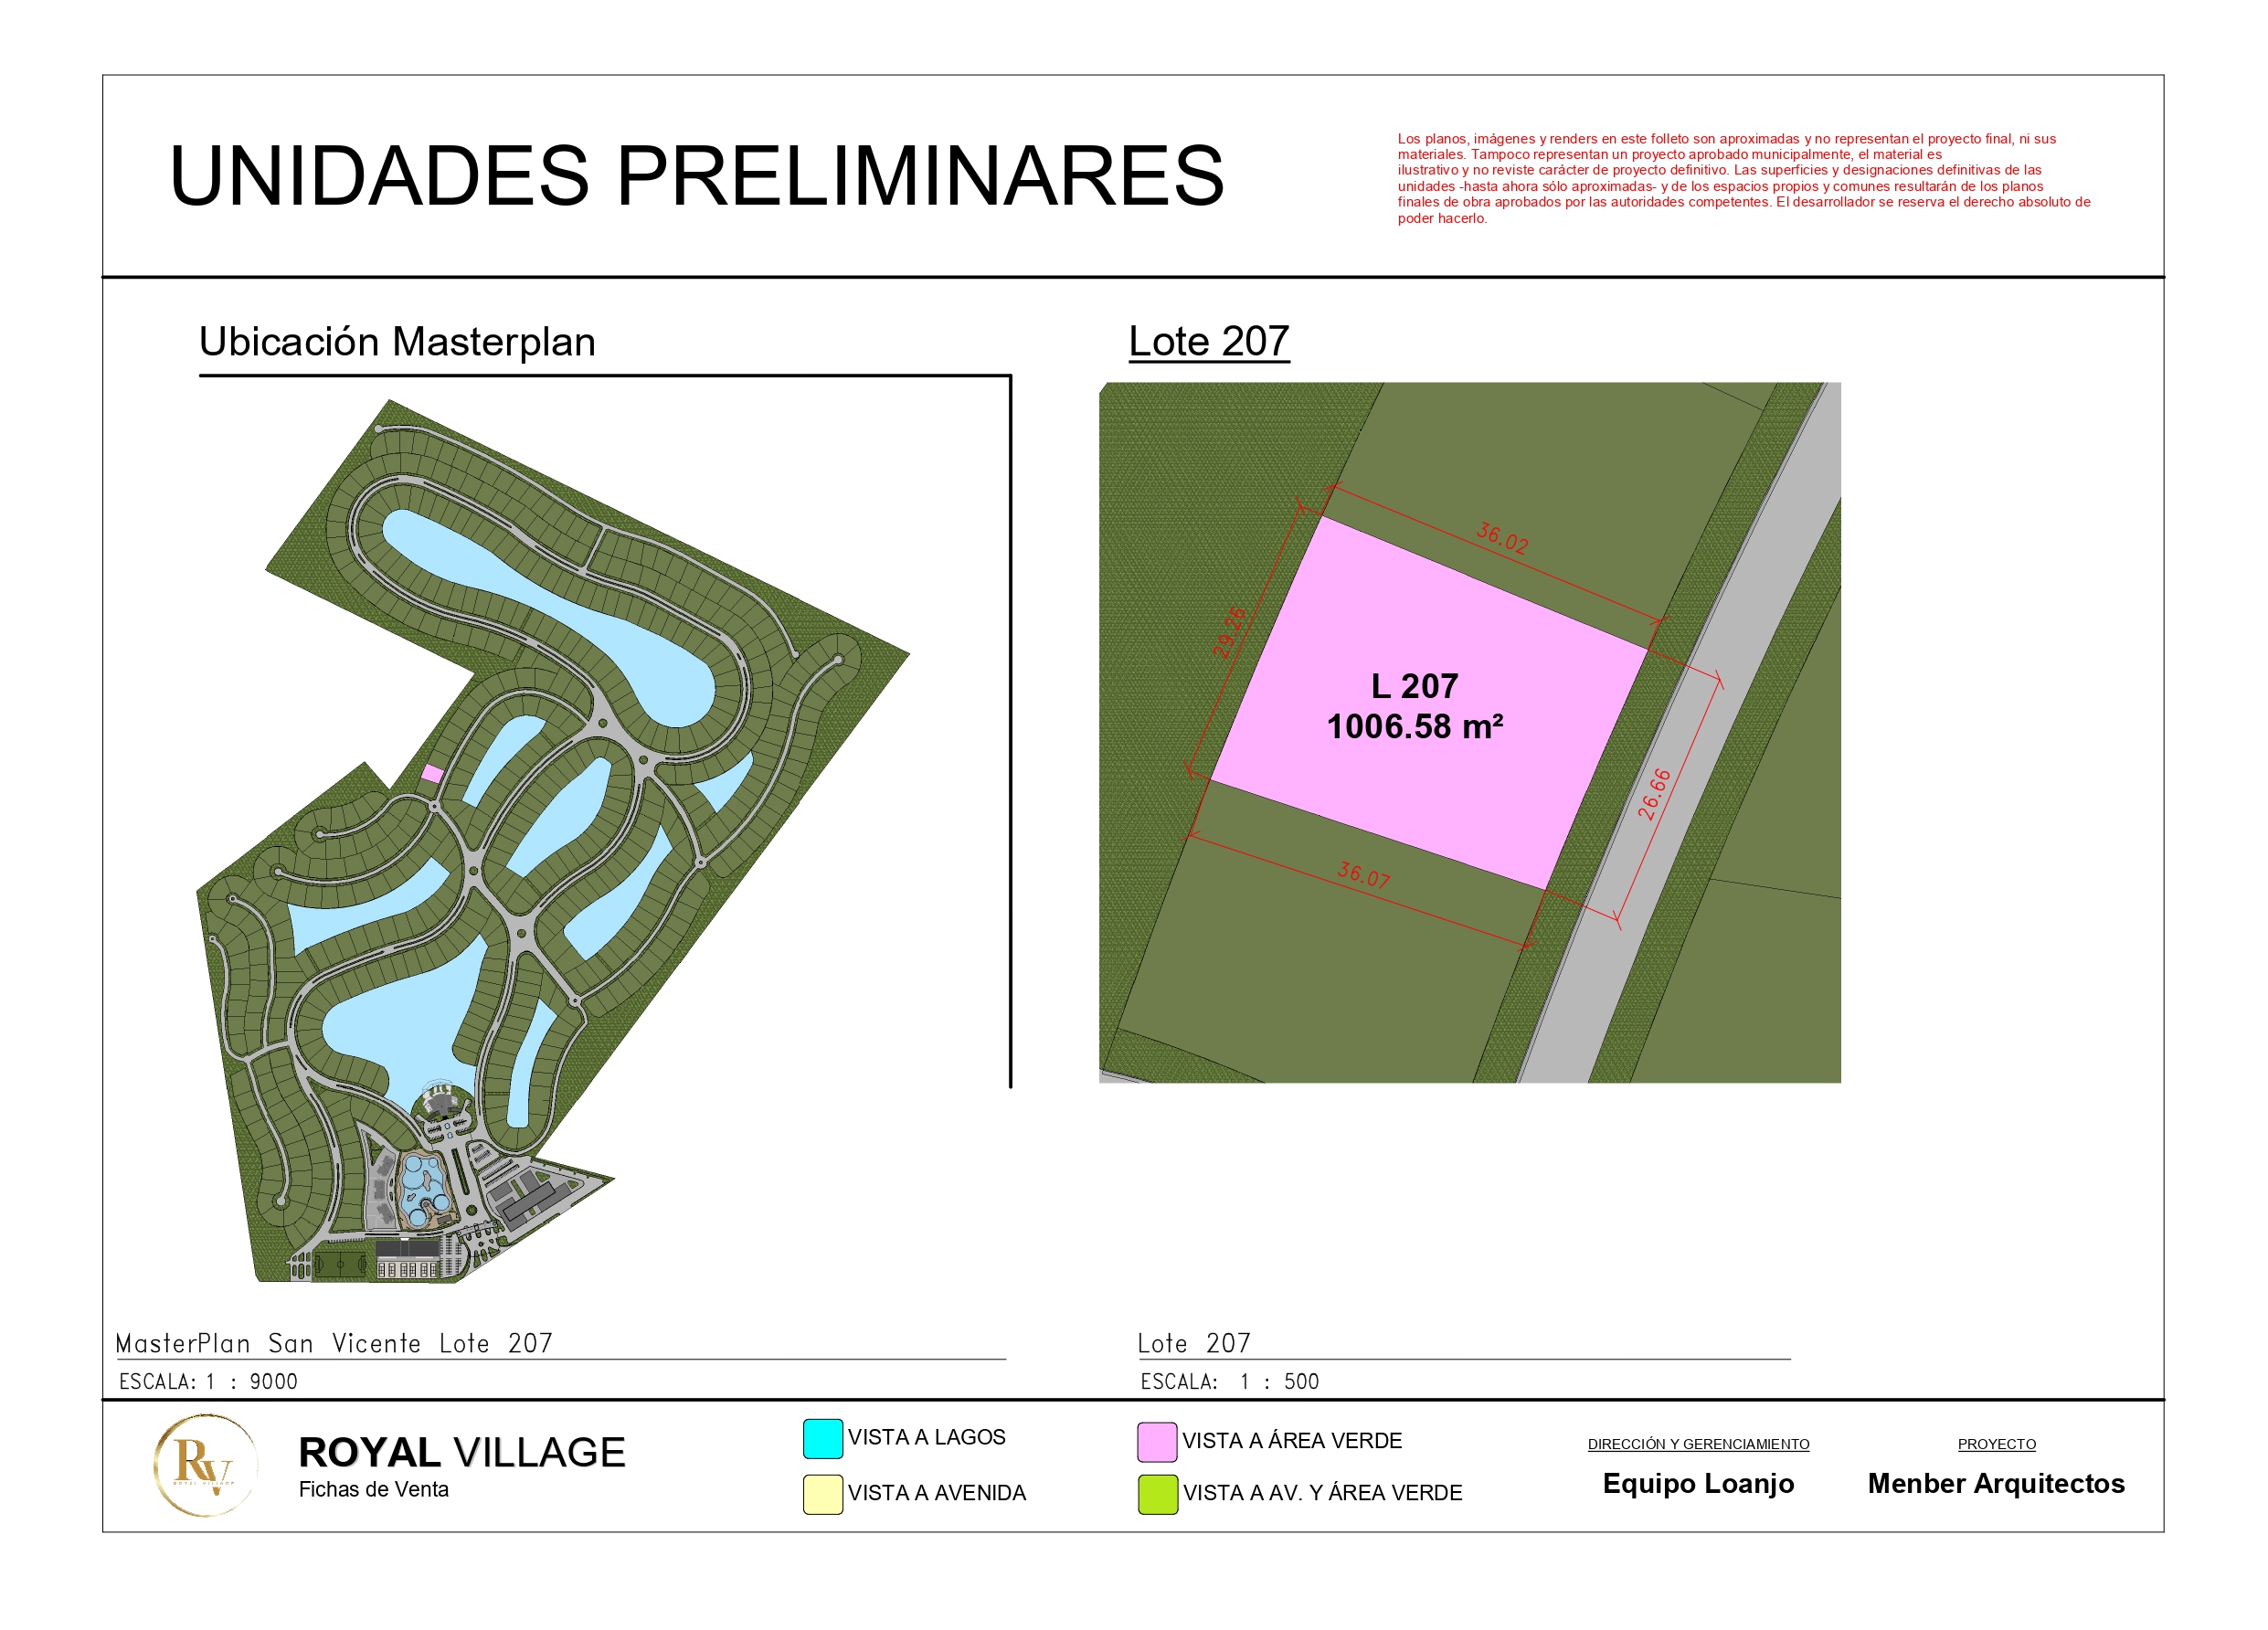 UNIDADES PRELIMINARES
Los planos, imágenes y renders en este folleto son aproximadas y no representan el proyecto final, ni sus
materiales. Tampoco representan un proyecto aprobado municipalmente, el material es
ilustrativo y no reviste carácter de proyecto definitivo. Las superficies y designaciones definitivas de las
unidades -hasta ahora sólo aproximadas- y de los espacios propios y comunes resultarán de los planos
finales de obra aprobados por las autoridades competentes. El desarrollador se reserva el derecho absoluto de
poder hacerlo.
Ubicación Masterplan
Lote 207
36.02
29.26
L 207
1006.58 m²
26.66
36.07
MasterPlan San Vicente Lote 207
ESCALA: 1 : 9000
Lote 207
ESCALA: 1 : 500
RV
ROYAL VILLAGE
ROYAL VILLAGE
Fichas de Venta
VISTA A LAGOS
VISTA A AVENIDA
VISTA A ÁREA VERDE
VISTA A AV. Y ÁREA VERDE
DIRECCIÓN Y GERENCIAMIENTO
Equipo Loanjo
PROYECTO
Menber Arquitectos